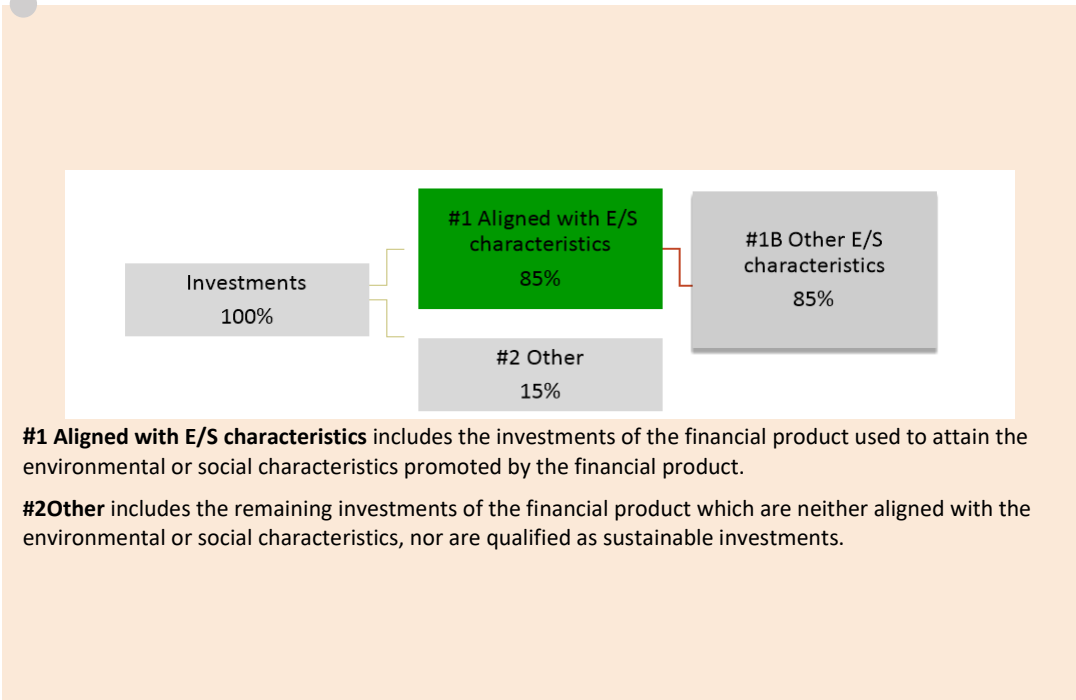 #1 Aligned with E/S
characteristics
85%
#1B Other E/S
characteristics
85%
Investments
100%
#2 Other
15%
#1 Aligned with E/S characteristics includes the investments of the financial product used to attain the
environmental or social characteristics promoted by the financial product.
#2Other includes the remaining investments of the financial product which are neither aligned with the
environmental or social characteristics, nor are qualified as sustainable investments.